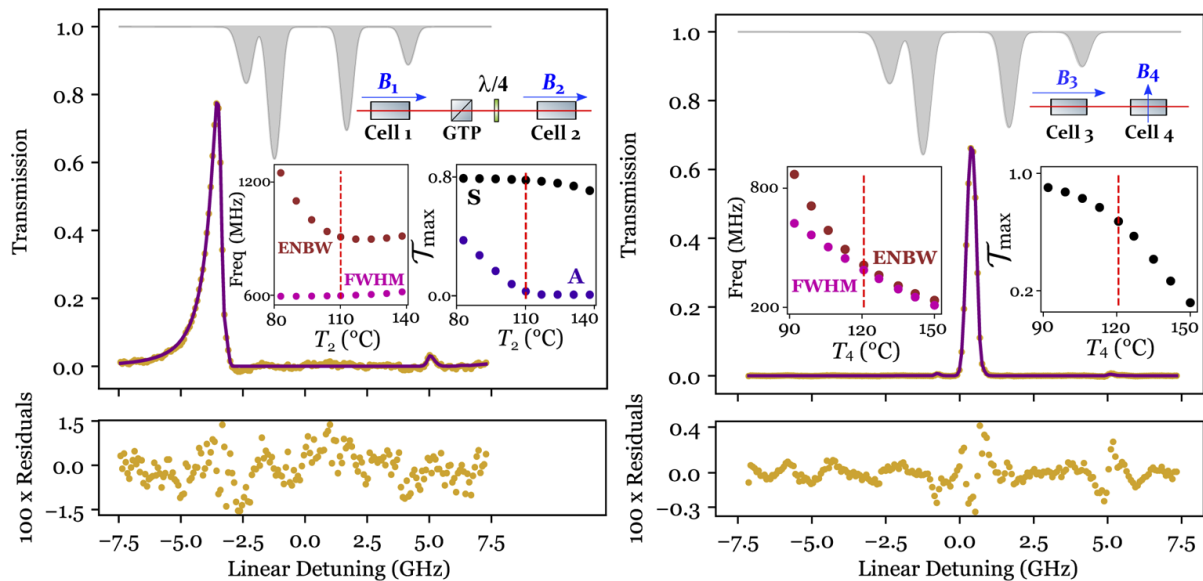 Transmission
1.0
0.8
0.6
0.4
0.2
0.0
B1 λ/4 B2
Cell 1 GTP Cell 2
Freq (MHz)
1200
600
ENBW
FWHM
80 110 140
T2 (°C)
𝒯max
0.8
0.0
S
A
80 110 140
T2 (°C)
100 x Residuals
1.5
0.0
−1.5
−7.5 −5.0 −2.5 0.0 2.5 5.0 7.5
Linear Detuning (GHz)
Transmission
1.0
0.8
0.6
0.4
0.2
0.0
B3 B4
Cell 3 Cell 4
Freq (MHz)
800
200
ENBW
FWHM
90 120 150
T4 (°C)
𝒯max
1.0
0.2
90 120 150
T4 (°C)
100 x Residuals
0.4
0.0
−0.3
−7.5 −5.0 −2.5 0.0 2.5 5.0 7.5
Linear Detuning (GHz)